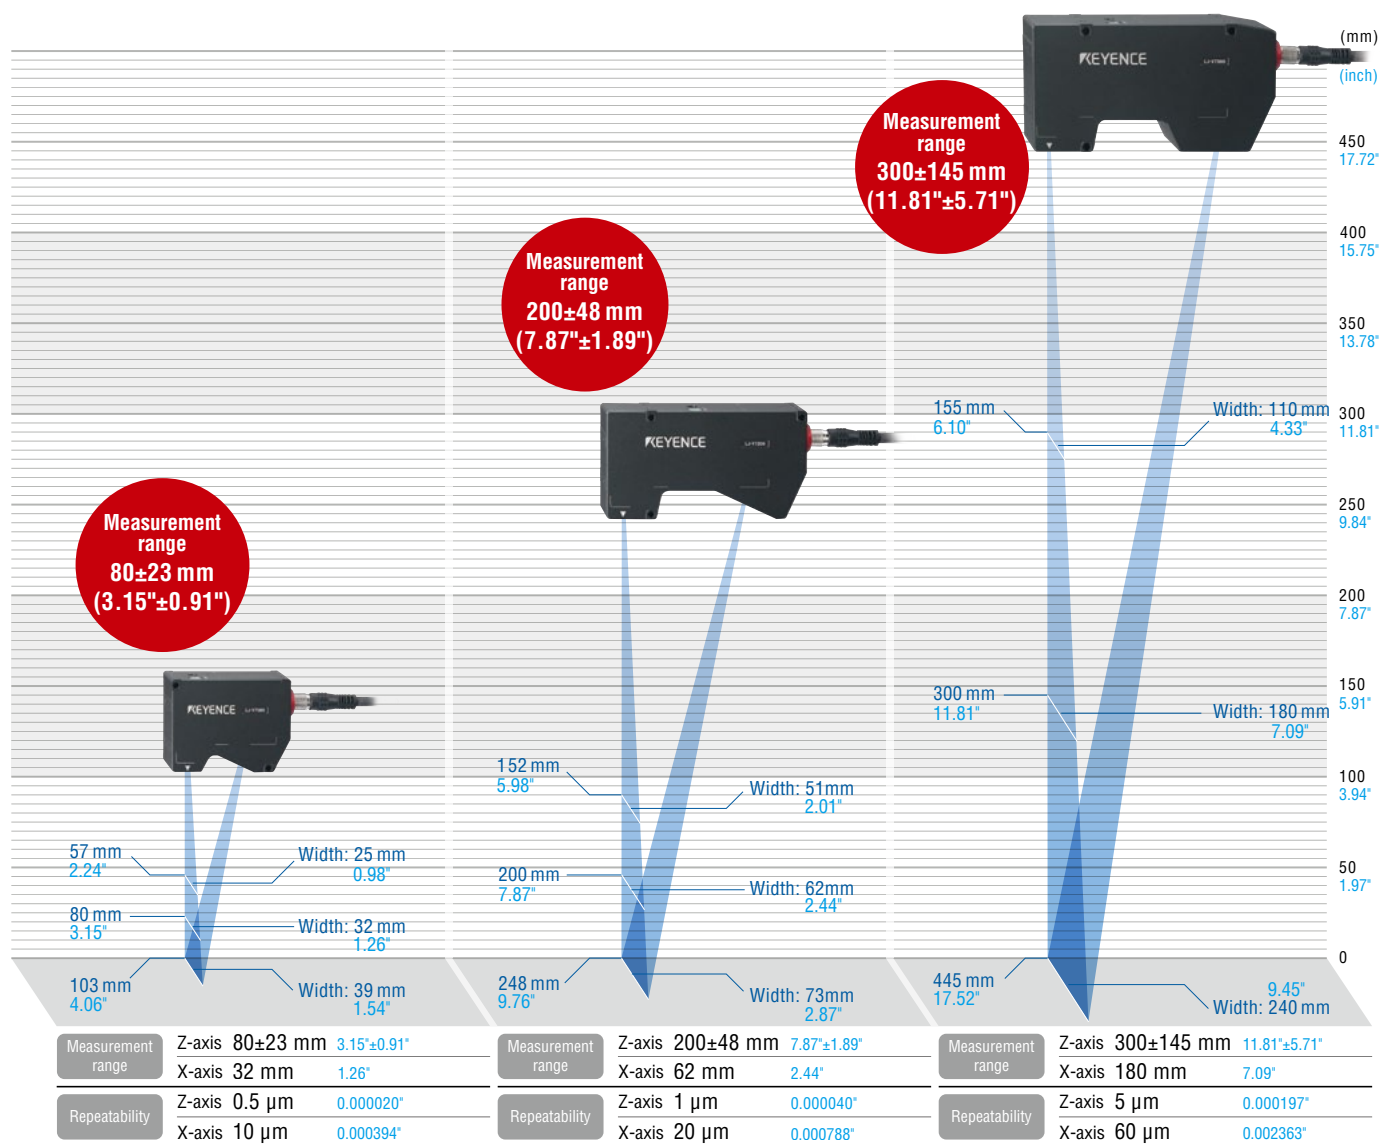 (mm)
(inch)
450
17.72"
400
15.75"
350
13.78"
300
11.81"
250
9.84"
200
7.87"
150
5.91"
100
3.94"
50
1.97"
0
KEYENCE
Measurement
range
80±23 mm
(3.15"±0.91")
KEYENCE
57 mm
2.24"
Width: 25 mm
0.98"
80 mm
3.15"
Width: 32 mm
1.26"
103 mm
4.06"
Width: 39 mm
1.54"
Measurement
range
200±48 mm
(7.87"±1.89")
KEYENCE
152 mm
5.98"
Width: 51mm
2.01"
200 mm
7.87"
Width: 62mm
2.44"
248 mm
9.76"
Width: 73mm
2.87"
Measurement
range
300±145 mm
(11.81"±5.71")
155 mm
6.10"
Width: 110 mm
4.33"
300 mm
11.81"
Width: 180 mm
7.09"
445 mm
17.52"
9.45"
Width: 240 mm
Measurement
range
Z-axis 80±23 mm 3.15"±0.91"
X-axis 32 mm 1.26"
Repeatability
Z-axis 0.5 µm 0.000020"
X-axis 10 µm 0.000394"
Measurement
range
Z-axis 200±48 mm 7.87"±1.89"
X-axis 62 mm 2.44"
Repeatability
Z-axis 1 µm 0.000040"
X-axis 20 µm 0.000788"
Measurement
range
Z-axis 300±145 mm 11.81"±5.71"
X-axis 180 mm 7.09"
Repeatability
Z-axis 5 µm 0.000197"
X-axis 60 µm 0.002363"